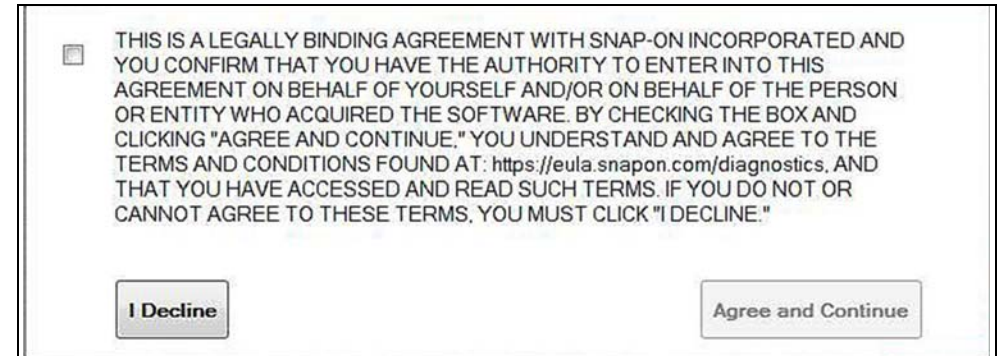 THIS IS A LEGALLY BINDING AGREEMENT WITH SNAP-ON INCORPORATED AND
YOU CONFIRM THAT YOU HAVE THE AUTHORITY TO ENTER INTO THIS
AGREEMENT ON BEHALF OF YOURSELF AND/OR ON BEHALF OF THE PERSON
OR ENTITY WHO ACQUIRED THE SOFTWARE. BY CHECKING THE BOX AND
CLICKING "AGREE AND CONTINUE," YOU UNDERSTAND AND AGREE TO THE
TERMS AND CONDITIONS FOUND AT: https://eula.snapon.com/diagnostics, AND
THAT YOU HAVE ACCESSED AND READ SUCH TERMS. IF YOU DO NOT OR
CANNOT AGREE TO THESE TERMS, YOU MUST CLICK "I DECLINE."
I Decline
Agree and Continue